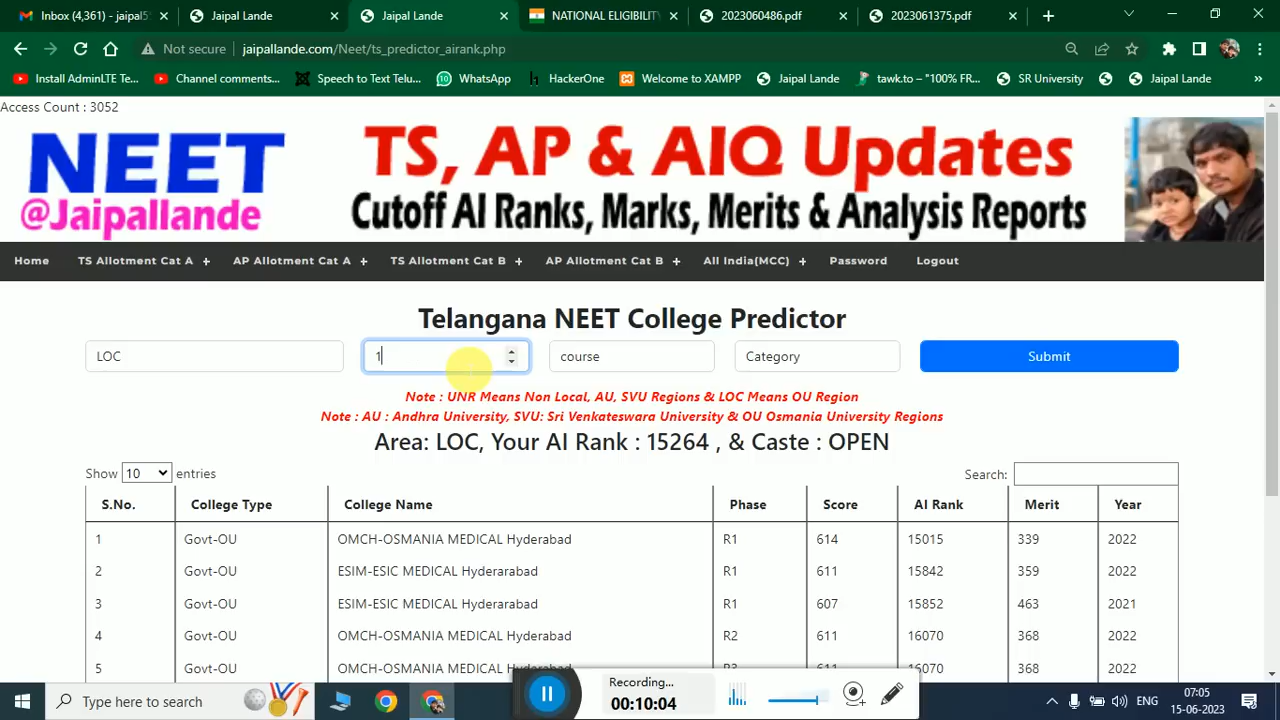 Inbox (4,361) - jaipal5
Jaipal Lande
Jaipal Lande
NATIONAL ELIGIBILITY
2023060486.pdf
2023061375.pdf
Not secure
jaipallande.com/Neet/ts_predictor_airank.php
Install AdminLTE Te...
Channel comments...
Speech to Text Telu...
WhatsApp
HackerOne
Welcome to XAMPP
Jaipal Lande
tawk.to – "100% FR...
SR University
Jaipal Lande
Access Count : 3052
NEET
@Jaipallande
TS, AP & AIQ Updates
Cutoff AI Ranks, Marks, Merits & Analysis Reports
Home TS Allotment Cat A + AP Allotment Cat A + TS Allotment Cat B + AP Allotment Cat B + All India(MCC) + Password Logout
Telangana NEET College Predictor
LOC 1 course Category Submit
Note : UNR Means Non Local, AU, SVU Regions & LOC Means OU Region
Note : AU : Andhra University, SVU: Sri Venkateswara University & OU Osmania University Regions
Area: LOC, Your AI Rank : 15264 , & Caste : OPEN
Show 10 entries Search:
S.No. College Type College Name Phase Score AI Rank Merit Year
1 Govt-OU OMCH-OSMANIA MEDICAL Hyderabad R1 614 15015 339 2022
2 Govt-OU ESIM-ESIC MEDICAL Hyderarabad R1 611 15842 359 2022
3 Govt-OU ESIM-ESIC MEDICAL Hyderarabad R1 607 15852 463 2021
4 Govt-OU OMCH-OSMANIA MEDICAL Hyderabad R2 611 16070 368 2022
5 Govt-OU OMCH-OSMANIA MEDICAL Hyderabad 611 16070 368 2022
Recording...
00:10:04
Type here to search
ENG
07:05
15-06-2023